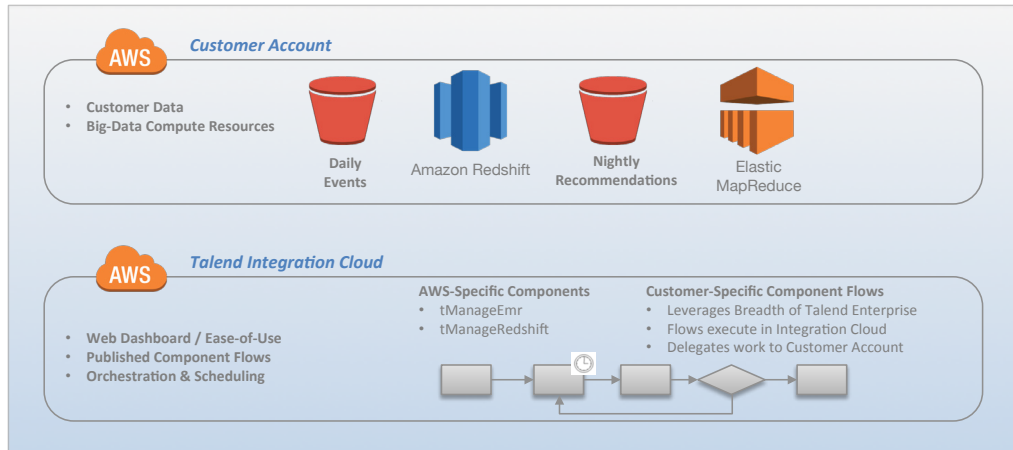 AWS
Customer Account
• Customer Data
• Big-Data Compute Resources
Daily
Events
Amazon Redshift
Nightly
Recommendations
Elastic
MapReduce
AWS
Talend Integration Cloud
• Web Dashboard / Ease-of-Use
• Published Component Flows
• Orchestration & Scheduling
AWS-Specific Components
• tManageEmr
• tManageRedshift
Customer-Specific Component Flows
• Leverages Breadth of Talend Enterprise
• Flows execute in Integration Cloud
• Delegates work to Customer Account